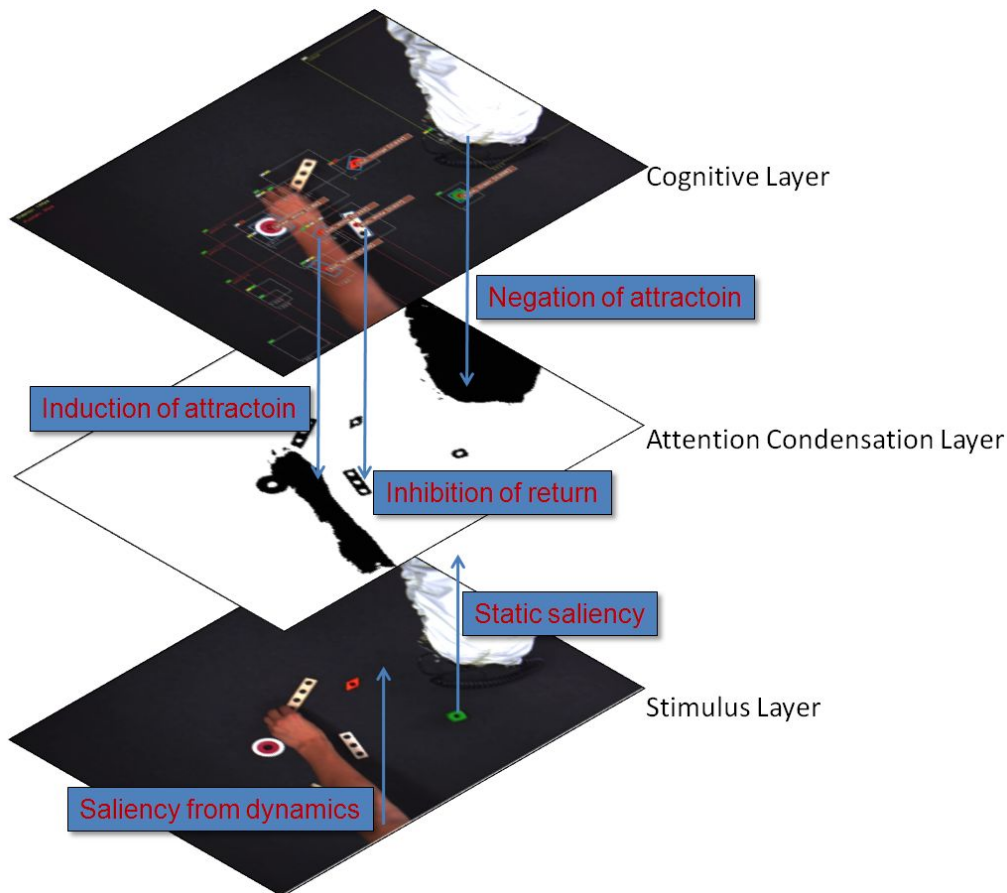 Cognitive Layer
Negation of attractoin
Induction of attractoin
Attention Condensation Layer
Inhibition of return
Static saliency
Stimulus Layer
Saliency from dynamics